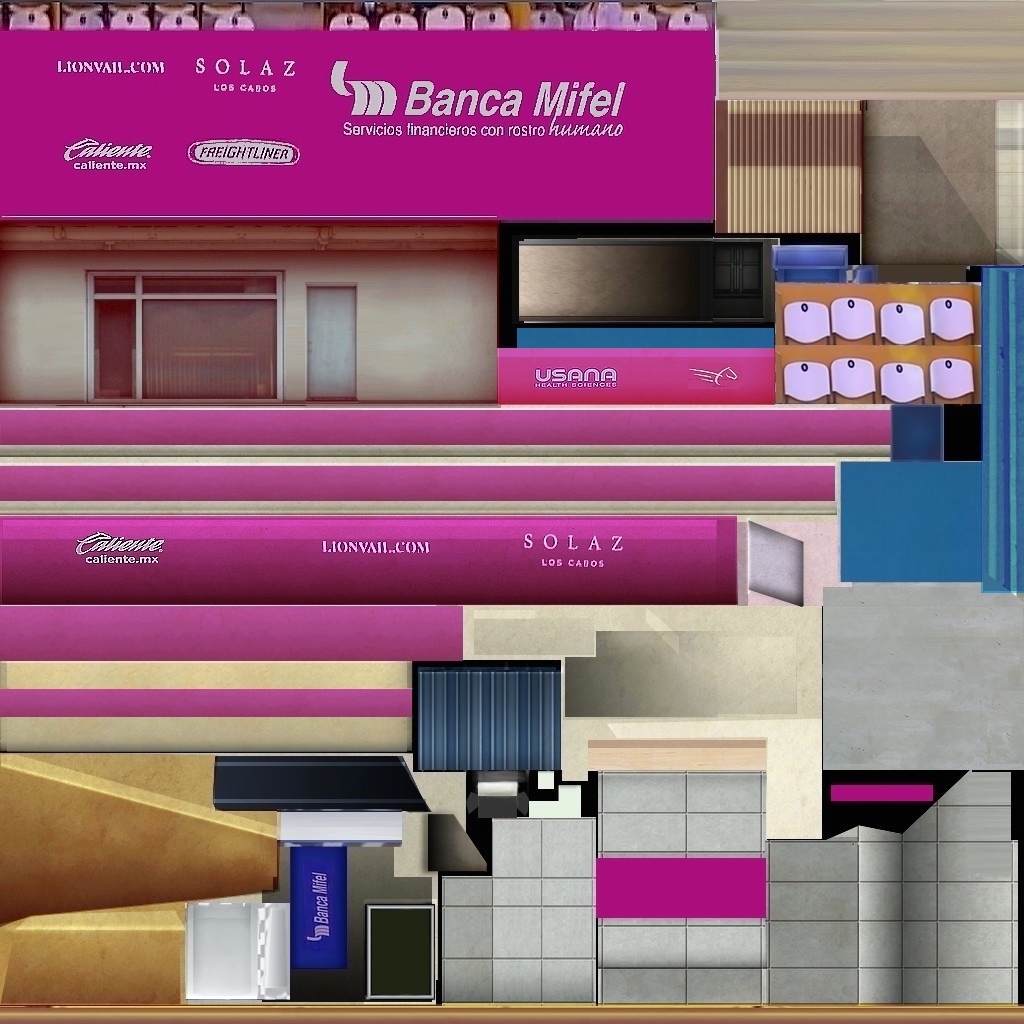 LIONVAIL.COM
SOLAZ
LOS CABOS
Banca Mifel
Servicios financieros con rostro humano
Caliente.
caliente.mx
FREIGHTLINER
USANA
HEALTH SCIENCES
Caliente.
caliente.mx
LIONVAIL.COM
SOLAZ
LOS CABOS
Banca Mifel